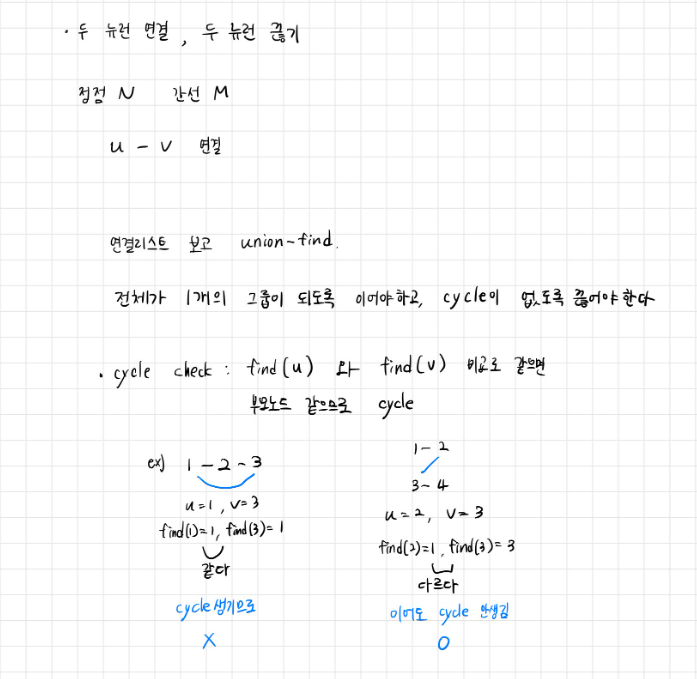 · 두 뉴런 연결, 두 뉴런 끊기
정점 N 간선 M
u - v 연결
연결리스트 보고 union-find.
전체가 1개의 그룹이 되도록 이어야하고, cycle이 없도록 끊어야한다
· cycle check : find(u) 와 find(v) 비교로 같으면
부모노드 같으므로 cycle
ex) 1 - 2 - 3
u=1, v=3
find(1)=1, find(3)=1
같다
cycle 생기므로
X
1 - 2
3 - 4
u=2, v=3
find(2)=1, find(3)=3
다르다
이어도 cycle 안생김
O